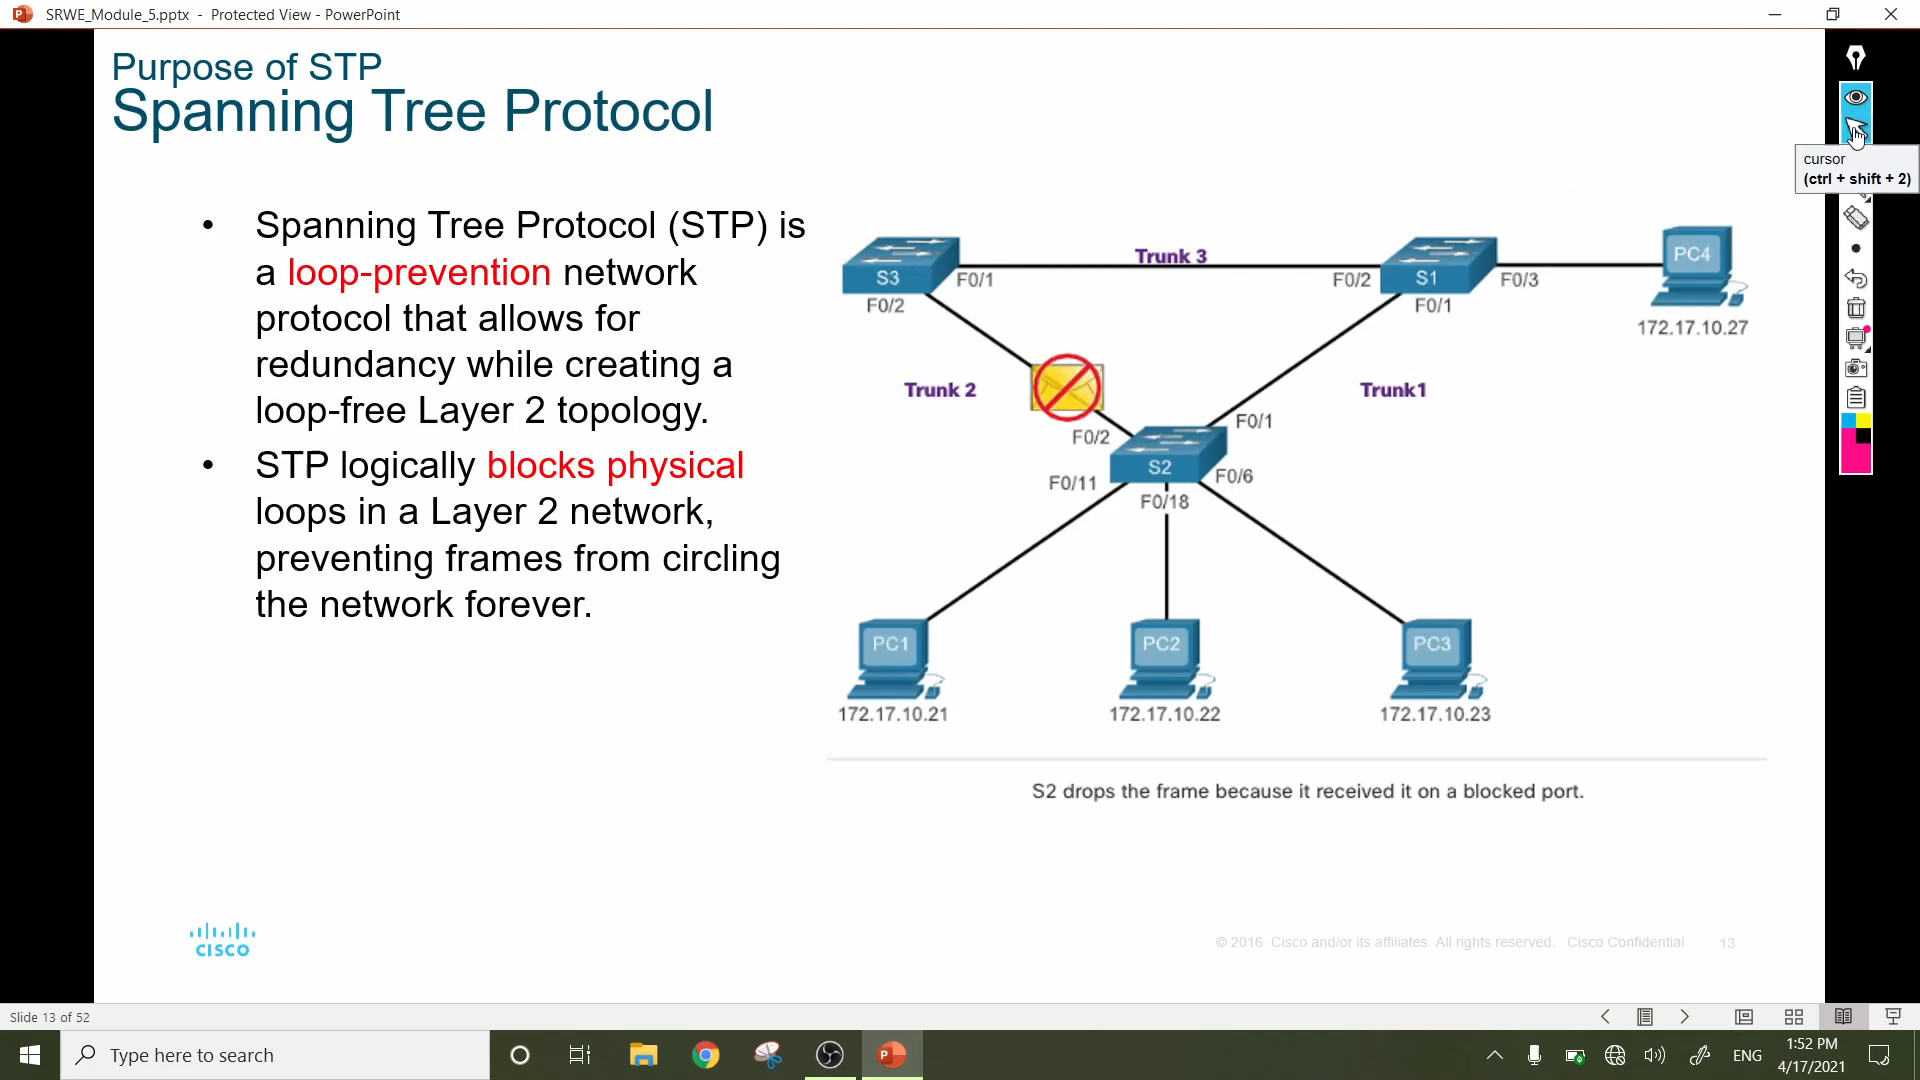 SRWE_Module_5.pptx - Protected View - PowerPoint
Purpose of STP
Spanning Tree Protocol
cursor
(ctrl + shift + 2)
• Spanning Tree Protocol (STP) is
a loop-prevention network
protocol that allows for
redundancy while creating a
loop-free Layer 2 topology.
• STP logically blocks physical
loops in a Layer 2 network,
preventing frames from circling
the network forever.
Trunk 3
S3
F0/1
F0/2
F0/2
S1
F0/3
F0/1
PC4
172.17.10.27
Trunk 2
Trunk1
F0/2
F0/1
S2
F0/11
F0/18
F0/6
PC1
PC2
PC3
172.17.10.21
172.17.10.22
172.17.10.23
S2 drops the frame because it received it on a blocked port.
CISCO
© 2016 Cisco and/or its affiliates. All rights reserved. Cisco Confidential
13
Slide 13 of 52
Type here to search
ENG
1:52 PM
4/17/2021